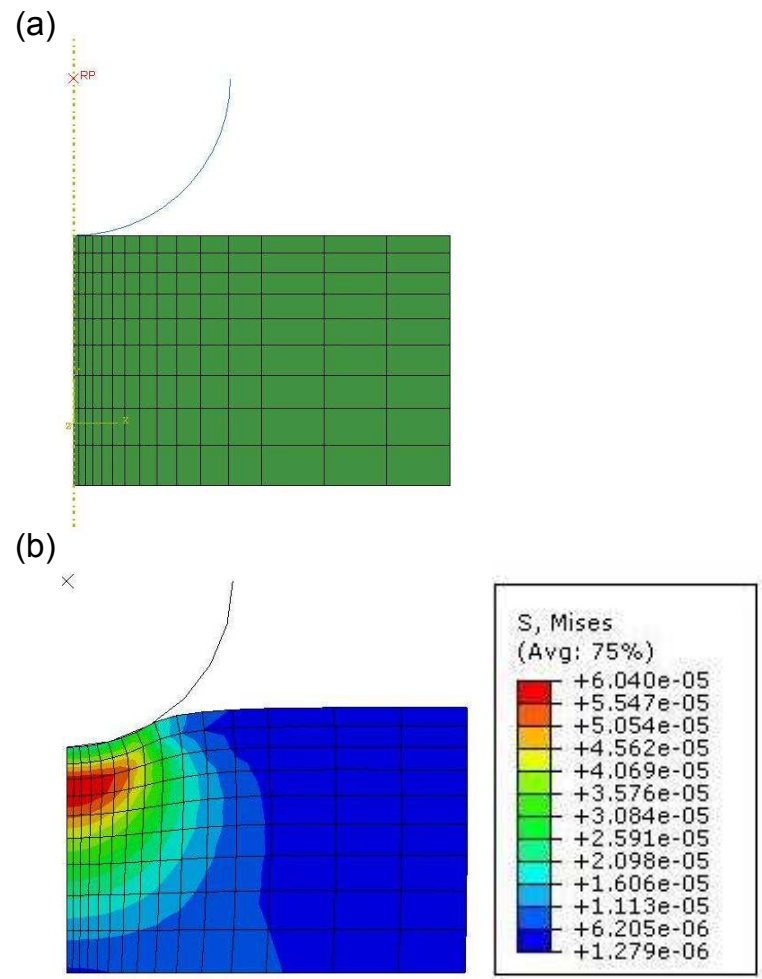 (a)
RP
X
(b)
S, Mises
(Avg: 75%)
+6.040e-05
+5.547e-05
+5.054e-05
+4.562e-05
+4.069e-05
+3.576e-05
+3.084e-05
+2.591e-05
+2.098e-05
+1.606e-05
+1.113e-05
+6.205e-06
+1.279e-06